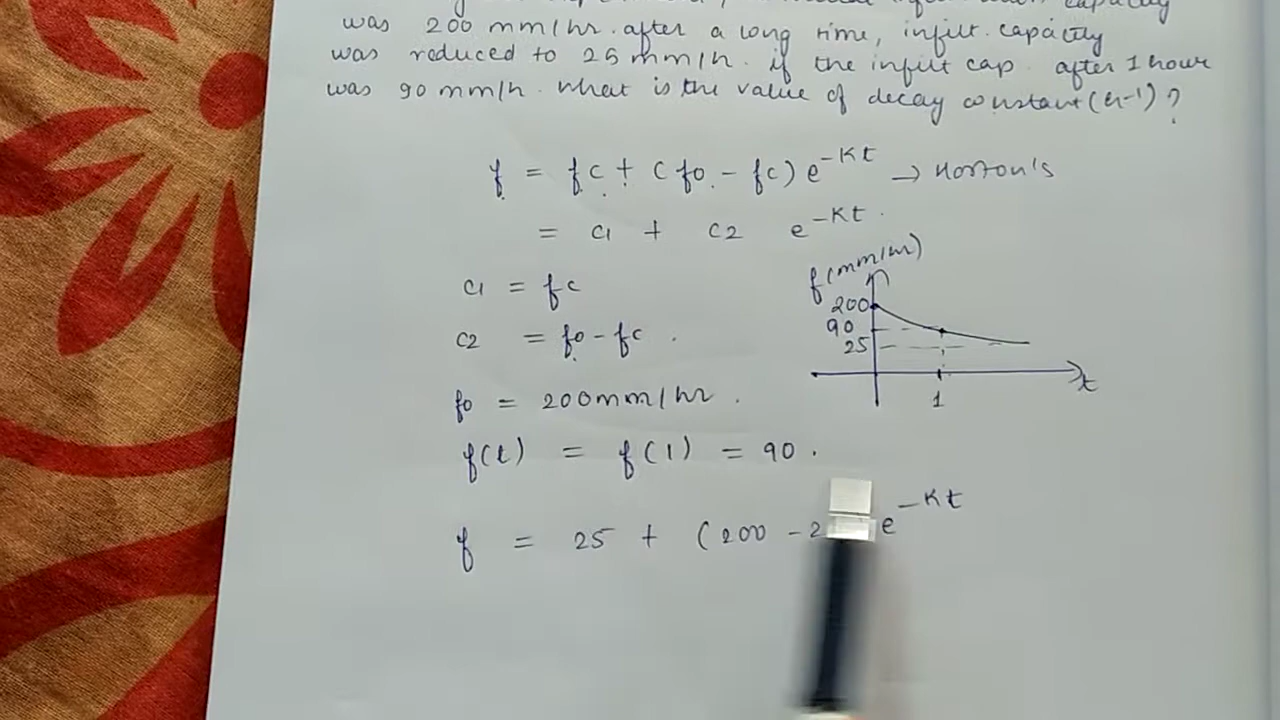 capacity
was 200 mm/hr. after a long time, infilt. capacity
was reduced to 25 mm/h. if the infilt cap. after 1 hour
was 90 mm/h. what is the value of decay constant (h-1)?
f = fc + (fo - fc) e^-Kt → Horton's
= c1 + c2 e^-Kt.
c1 = fc
c2 = fo - fc.
fo = 200mm/hr.
f(t) = f(1) = 90.
f = 25 + (200 - 2 e^-Kt
f(mm/hr)
200
90
25
1
t